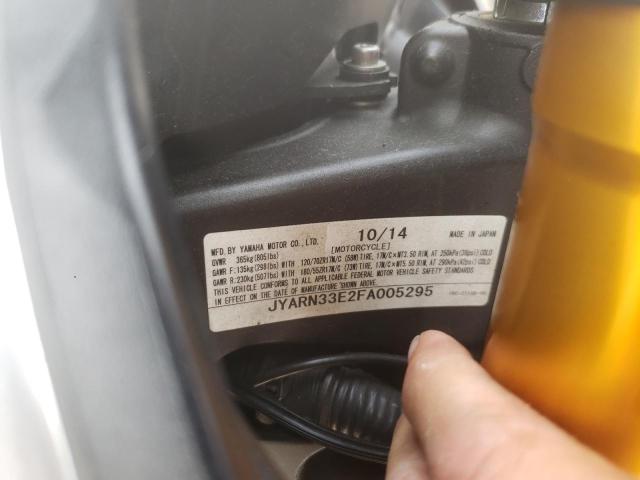 10/14
MFD. BY YAMAHA MOTOR CO., LTD. [MOTORCYCLE] MADE IN JAPAN
GVWR 365kg(805lbs)
GAWR F:135kg(298lbs)WITH 120/70ZR17M/C (58W)TIRE, 17M/C×MT3.50 RIM, AT 250kPa(36psi)COLD
GAWR R:230kg(507lbs)WITH 180/55ZR17M/C (73W)TIRE, 17M/C×MT5.50 RIM, AT 290kPa(42psi)COLD
THIS VEHICLE CONFORMS TO ALL APPLICABLE FEDERAL MOTOR VEHICLE SAFETY STANDARDS
IN EFFECT ON THE DATE OF MANUFACTURE SHOWN ABOVE.
JYARN33E2FA005295